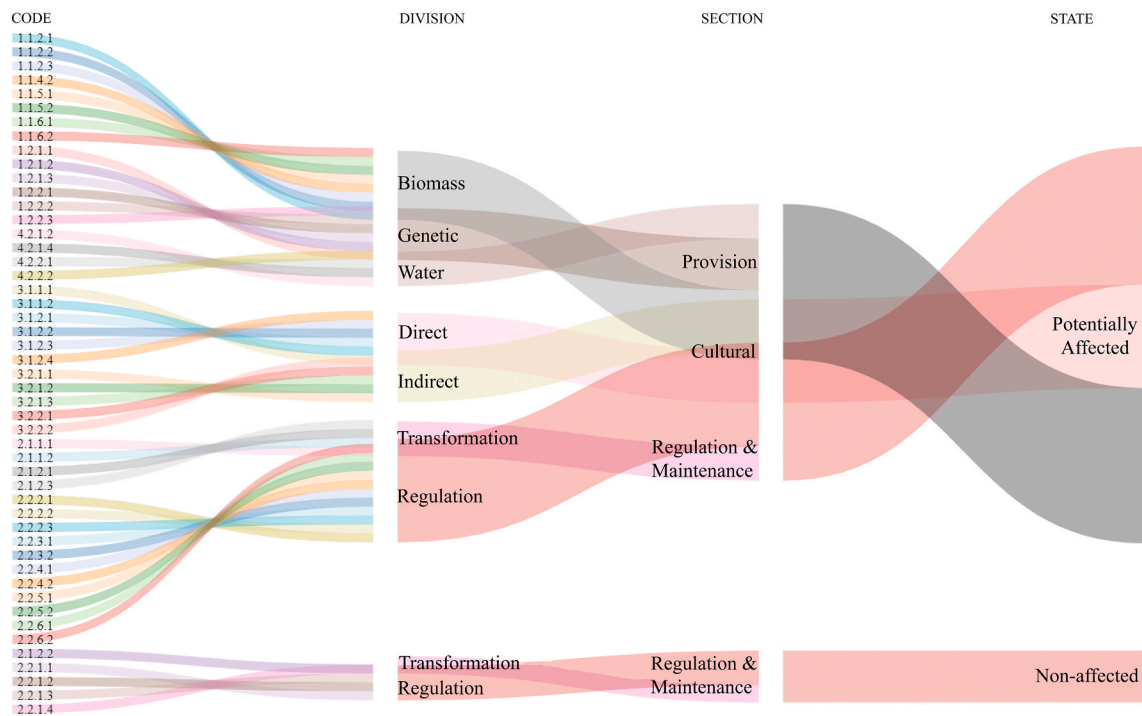 CODE DIVISION SECTION STATE
1.1.2.1
1.1.2.2
1.1.2.3
1.1.4.2
1.1.5.1
1.1.5.2
1.1.6.1
1.1.6.2
1.2.1.1
1.2.1.2
1.2.1.3
1.2.2.1
1.2.2.2
1.2.2.3
4.2.1.2
4.2.1.4
4.2.2.1
4.2.2.2
3.1.1.1
3.1.1.2
3.1.2.1
3.1.2.2
3.1.2.3
3.1.2.4
3.2.1.1
3.2.1.2
3.2.1.3
3.2.2.1
3.2.2.2
2.1.1.1
2.1.1.2
2.1.2.1
2.1.2.3
2.2.2.1
2.2.2.2
2.2.2.3
2.2.3.1
2.2.3.2
2.2.4.1
2.2.4.2
2.2.5.1
2.2.5.2
2.2.6.1
2.2.6.2
2.1.2.2
2.2.1.1
2.2.1.2
2.2.1.3
2.2.1.4
Biomass
Genetic
Water
Direct
Indirect
Transformation
Regulation
Transformation
Regulation
Provision
Cultural
Regulation &
Maintenance
Regulation &
Maintenance
Potentially
Affected
Non-affected